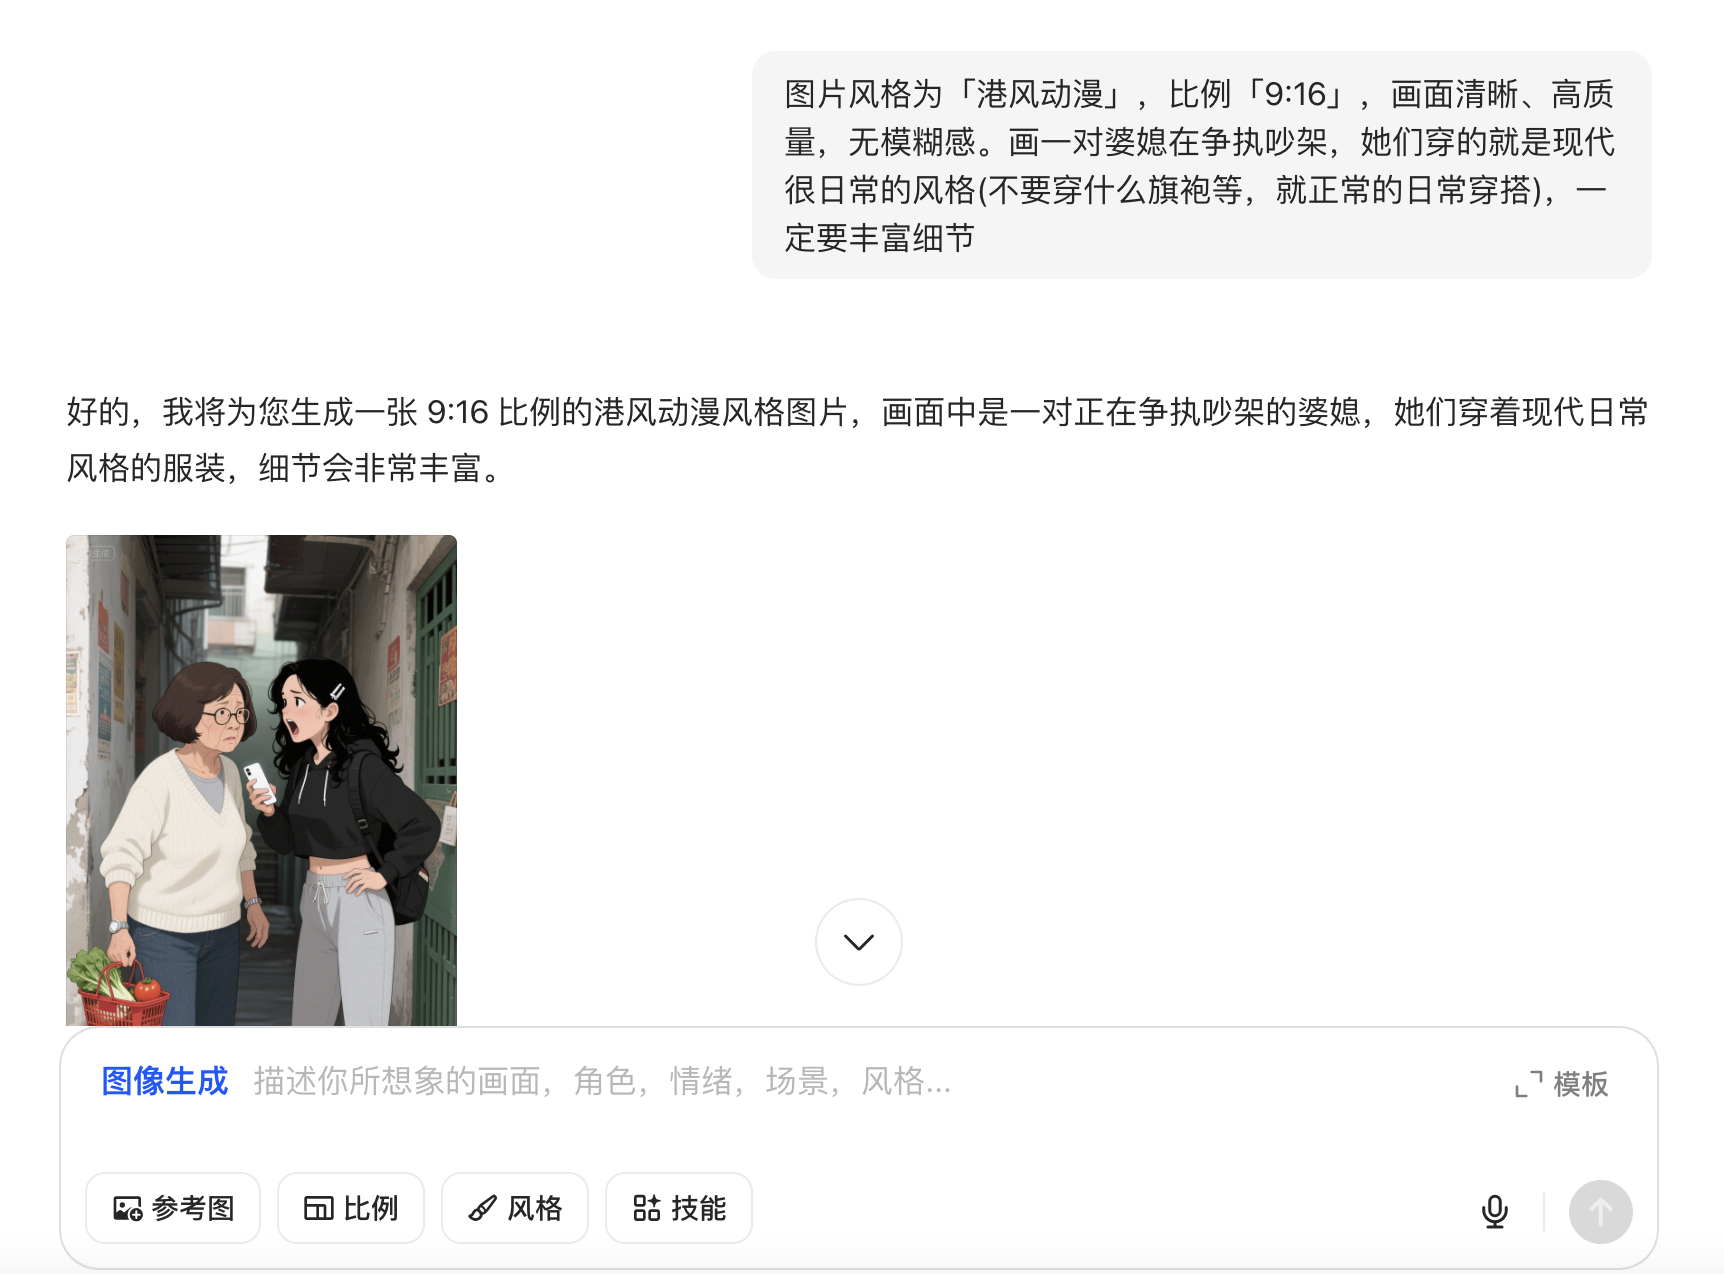 图片风格为「港风动漫」，比例「9:16」，画面清晰、高质
量，无模糊感。画一对婆媳在争执吵架，她们穿的就是现代
很日常的风格(不要穿什么旗袍等，就正常的日常穿搭)，一
定要丰富细节
好的，我将为您生成一张 9:16 比例的港风动漫风格图片，画面中是一对正在争执吵架的婆媳，她们穿着现代日常
风格的服装，细节会非常丰富。
图像生成 描述你所想象的画面，角色，情绪，场景，风格...
模板
参考图 比例 风格 技能